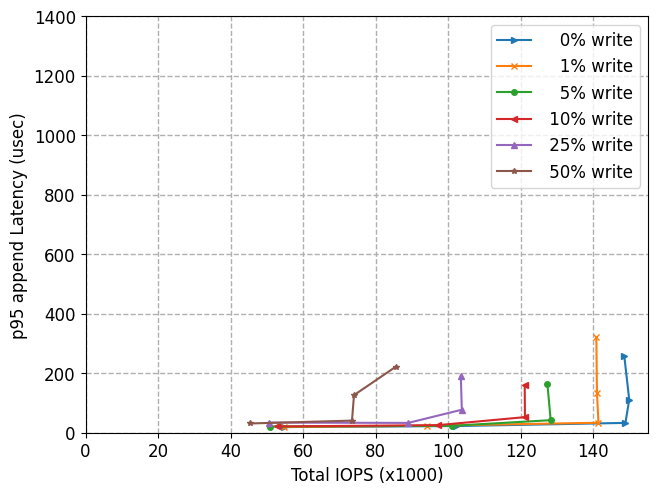 1400
1200
1000
800
600
400
200
0
p95 append Latency (usec)
0 20 40 60 80 100 120 140
Total IOPS (x1000)
0% write
1% write
5% write
10% write
25% write
50% write